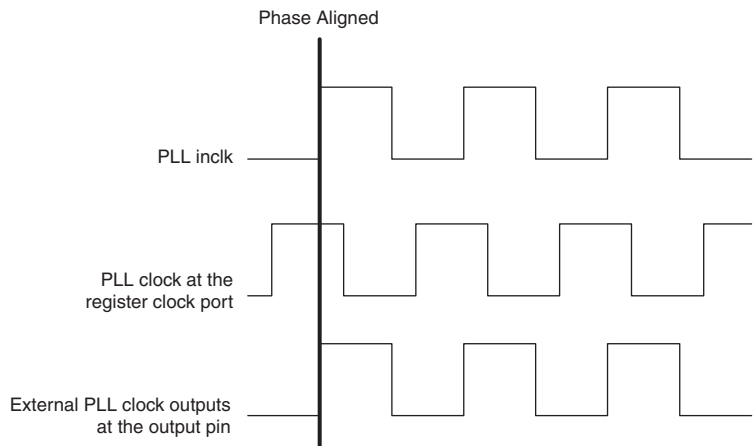 Phase Aligned
PLL inclk
PLL clock at the
register clock port
External PLL clock outputs
at the output pin